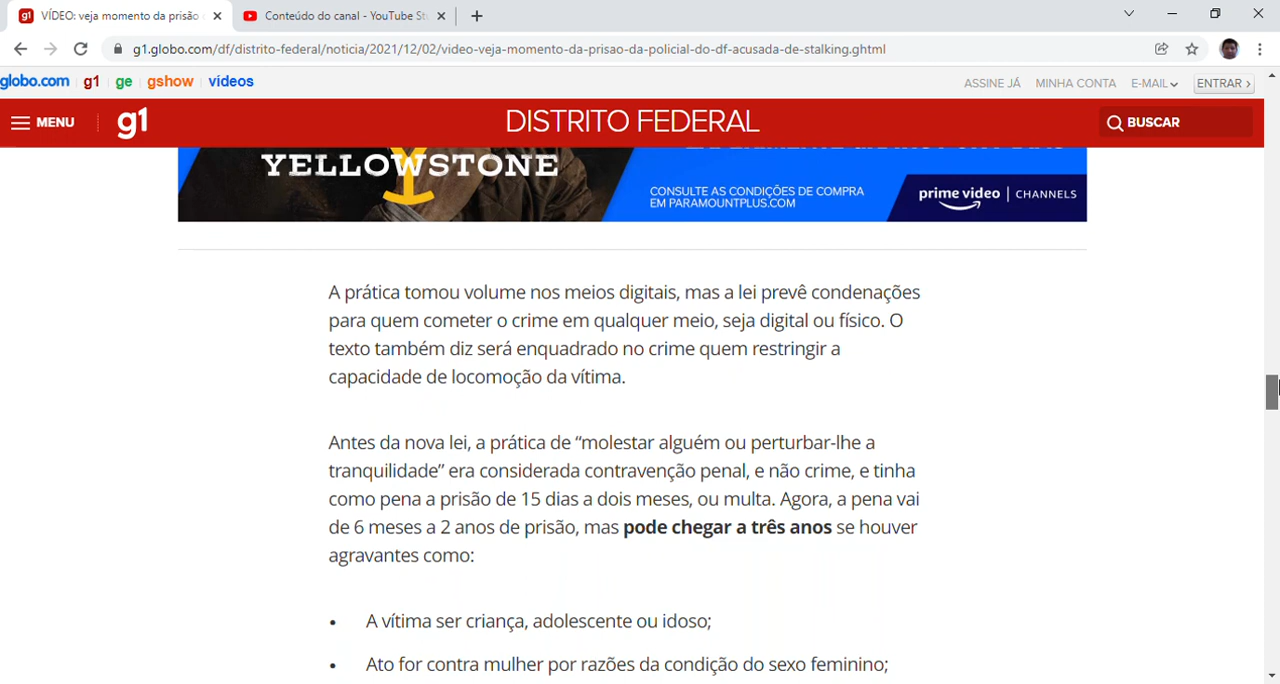 VÍDEO: veja momento da prisão
Conteúdo do canal - YouTube St
g1.globo.com/df/distrito-federal/noticia/2021/12/02/video-veja-momento-da-prisao-da-policial-do-df-acusada-de-stalking.ghtml
globo.com g1 ge gshow vídeos ASSINE JÁ MINHA CONTA E-MAIL ENTRAR ›
MENU g1 DISTRITO FEDERAL BUSCAR
YELLOWSTONE
CONSULTE AS CONDIÇÕES DE COMPRA
EM PARAMOUNTPLUS.COM
prime video | CHANNELS
A prática tomou volume nos meios digitais, mas a lei prevê condenações
para quem cometer o crime em qualquer meio, seja digital ou físico. O
texto também diz será enquadrado no crime quem restringir a
capacidade de locomoção da vítima.
Antes da nova lei, a prática de “molestar alguém ou perturbar-lhe a
tranquilidade” era considerada contravenção penal, e não crime, e tinha
como pena a prisão de 15 dias a dois meses, ou multa. Agora, a pena vai
de 6 meses a 2 anos de prisão, mas pode chegar a três anos se houver
agravantes como:
• A vítima ser criança, adolescente ou idoso;
• Ato for contra mulher por razões da condição do sexo feminino;